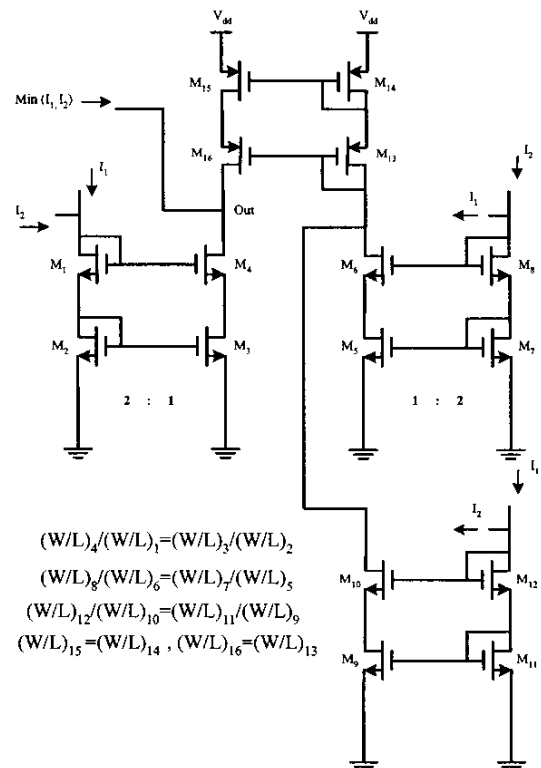 V_dd V_dd
M_15 M_14
Min (I_1, I_2)
M_16 M_13
I_1 I_2
I_2 Out I_1
M_1 M_4 M_6 M_8
M_2 M_3 M_5 M_7
2 : 1 1 : 2
I_1
I_2
(W/L)_4/(W/L)_1=(W/L)_3/(W/L)_2
(W/L)_8/(W/L)_6=(W/L)_7/(W/L)_5
M_10 M_12
(W/L)_12/(W/L)_10=(W/L)_11/(W/L)_9
(W/L)_15=(W/L)_14 , (W/L)_16=(W/L)_13
M_9 M_11